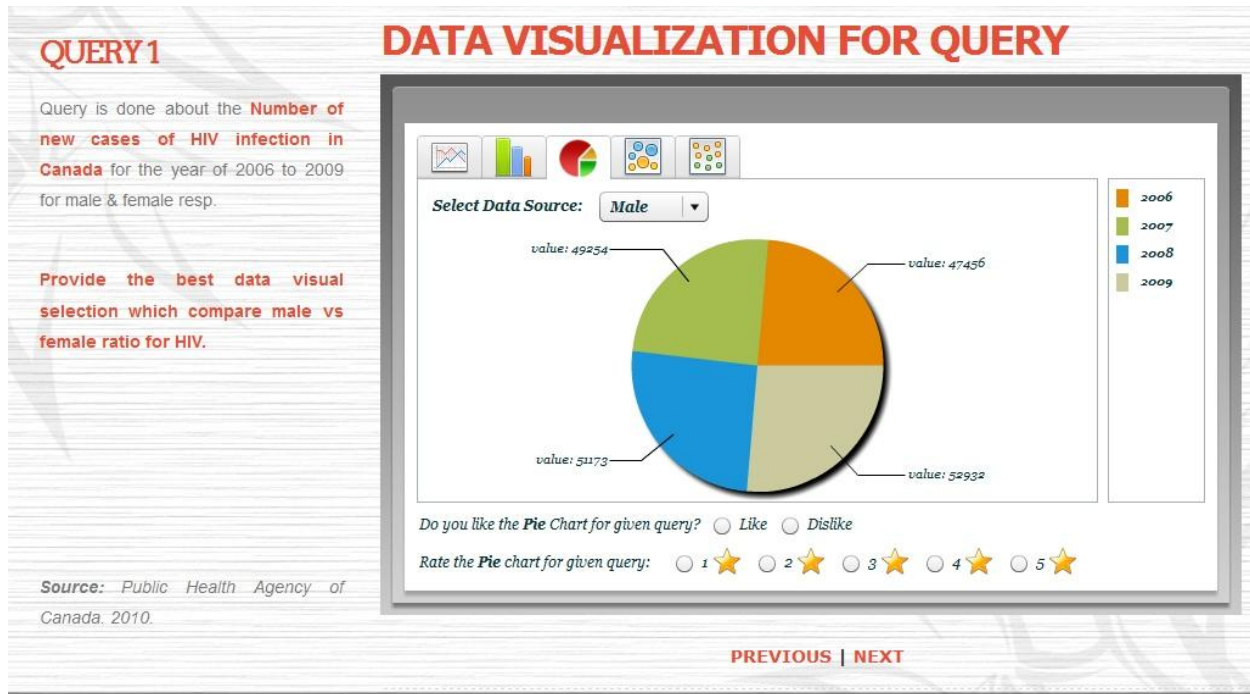 QUERY 1
Query is done about the Number of
new cases of HIV infection in
Canada for the year of 2006 to 2009
for male & female resp.
Provide the best data visual
selection which compare male vs
female ratio for HIV.
Source: Public Health Agency of
Canada. 2010.
DATA VISUALIZATION FOR QUERY
Select Data Source: Male
value: 49254
value: 47456
value: 51173
value: 52932
2006
2007
2008
2009
Do you like the Pie Chart for given query? Like Dislike
Rate the Pie chart for given query: 1 2 3 4 5
PREVIOUS | NEXT